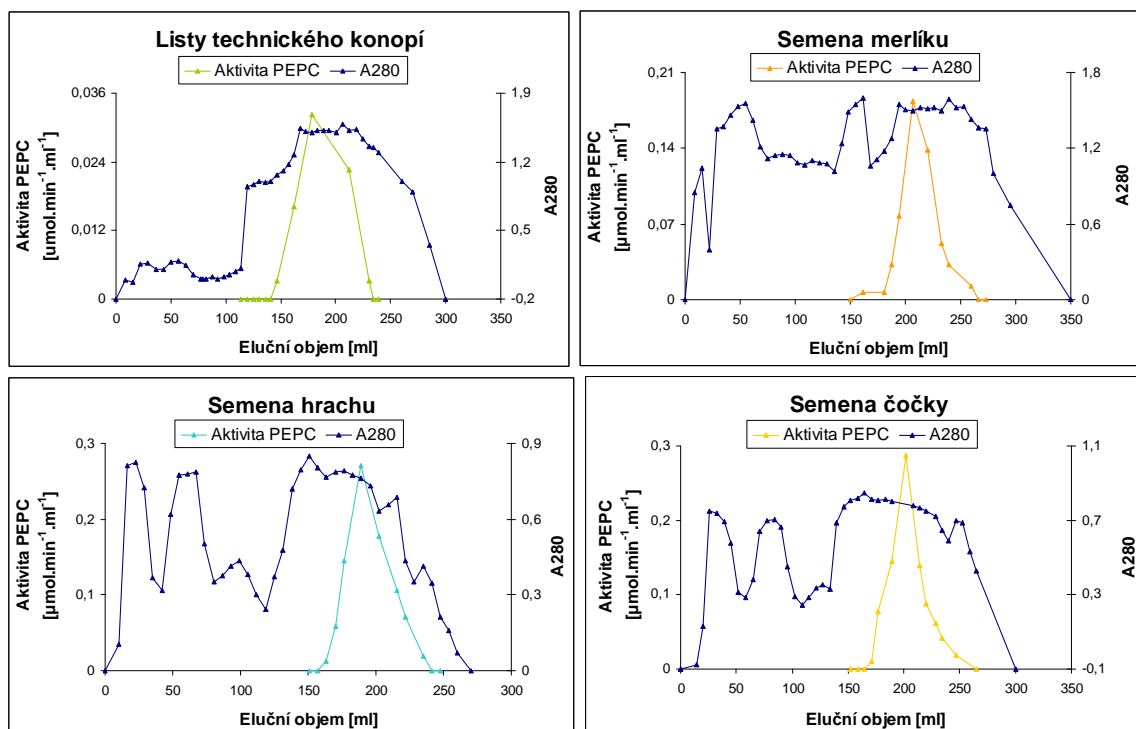 Listy technického konopí
Aktivita PEPC A280
Aktivita PEPC
[µmol.min⁻¹.ml⁻¹]
0,036
0,024
0,012
0
1,9
1,2
0,5
-0,2
A280
0 50 100 150 200 250 300 350
Eluční objem [ml]
Semena merlíku
Aktivita PEPC A280
Aktivita PEPC
[µmol.min⁻¹.ml⁻¹]
0,21
0,14
0,07
0
1,8
1,2
0,6
0
A280
0 50 100 150 200 250 300 350
Eluční objem [ml]
Semena hrachu
Aktivita PEPC A280
Aktivita PEPC
[µmol.min⁻¹.ml⁻¹]
0,3
0,2
0,1
0
0,9
0,6
0,3
0
A280
0 50 100 150 200 250 300
Eluční objem [ml]
Semena čočky
Aktivita PEPC A280
Aktivita PEPC
[µmol.min⁻¹.ml⁻¹]
0,3
0,2
0,1
0
1,1
0,7
0,3
-0,1
A280
0 50 100 150 200 250 300 350
Eluční objem [ml]